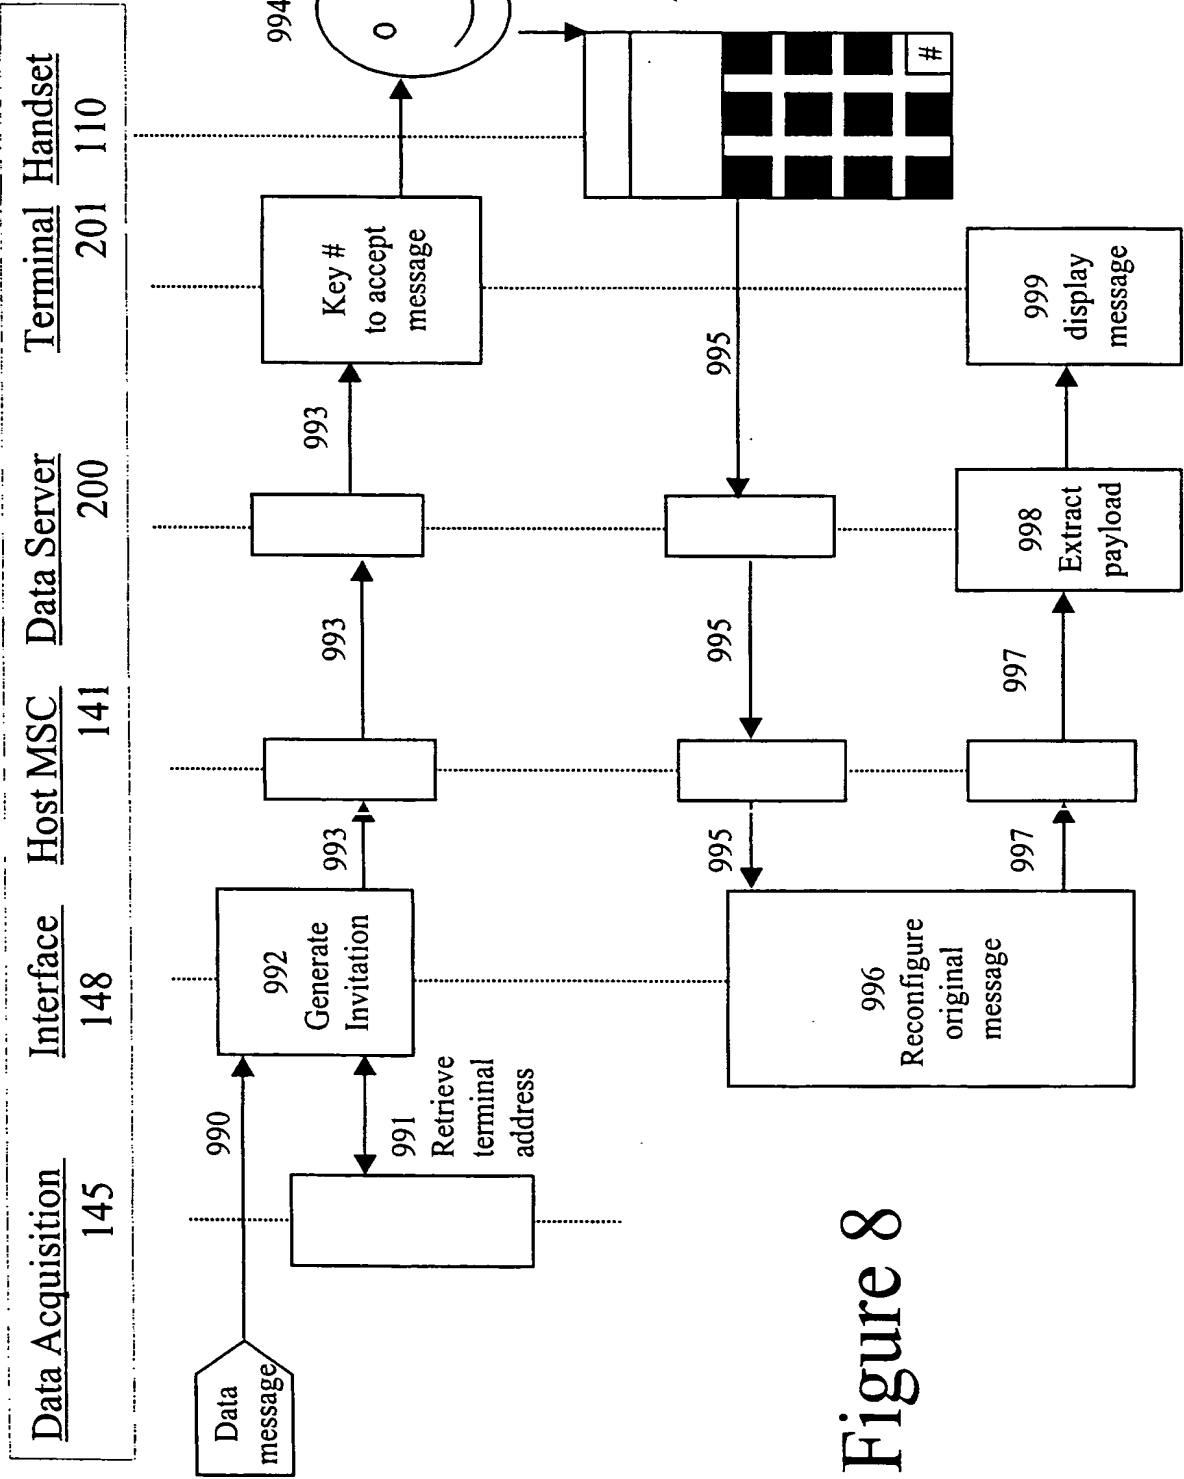 Data Acquisition
145
Interface
148
Host MSC
141
Data Server
200
Terminal
201
Handset
110
Data
message
990
991
Retrieve
terminal
address
992
Generate
Invitation
993
993
993
Key #
to accept
message
994
#
995
995
995
996
Reconfigure
original
message
997
997
998
Extract
payload
999
display
message
Figure 8